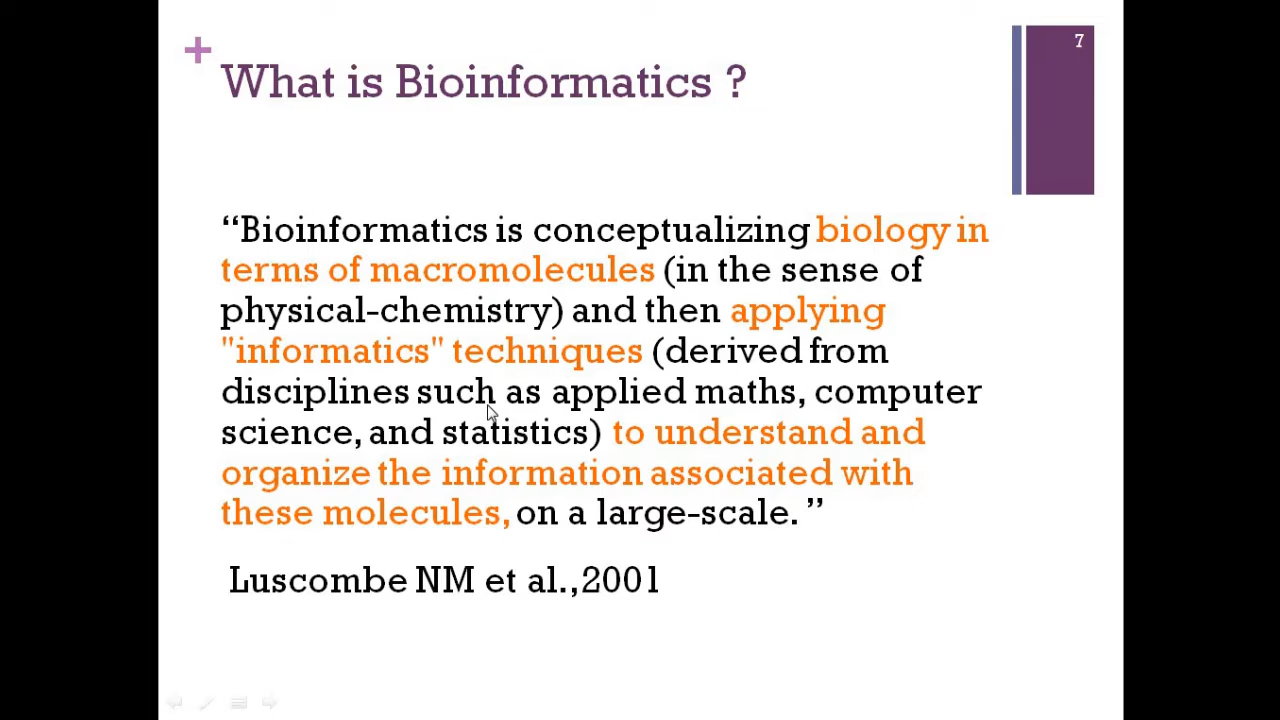 7
+
What is Bioinformatics ?
“Bioinformatics is conceptualizing biology in
terms of macromolecules (in the sense of
physical-chemistry) and then applying
"informatics" techniques (derived from
disciplines such as applied maths, computer
science, and statistics) to understand and
organize the information associated with
these molecules, on a large-scale. ”
Luscombe NM et al.,2001